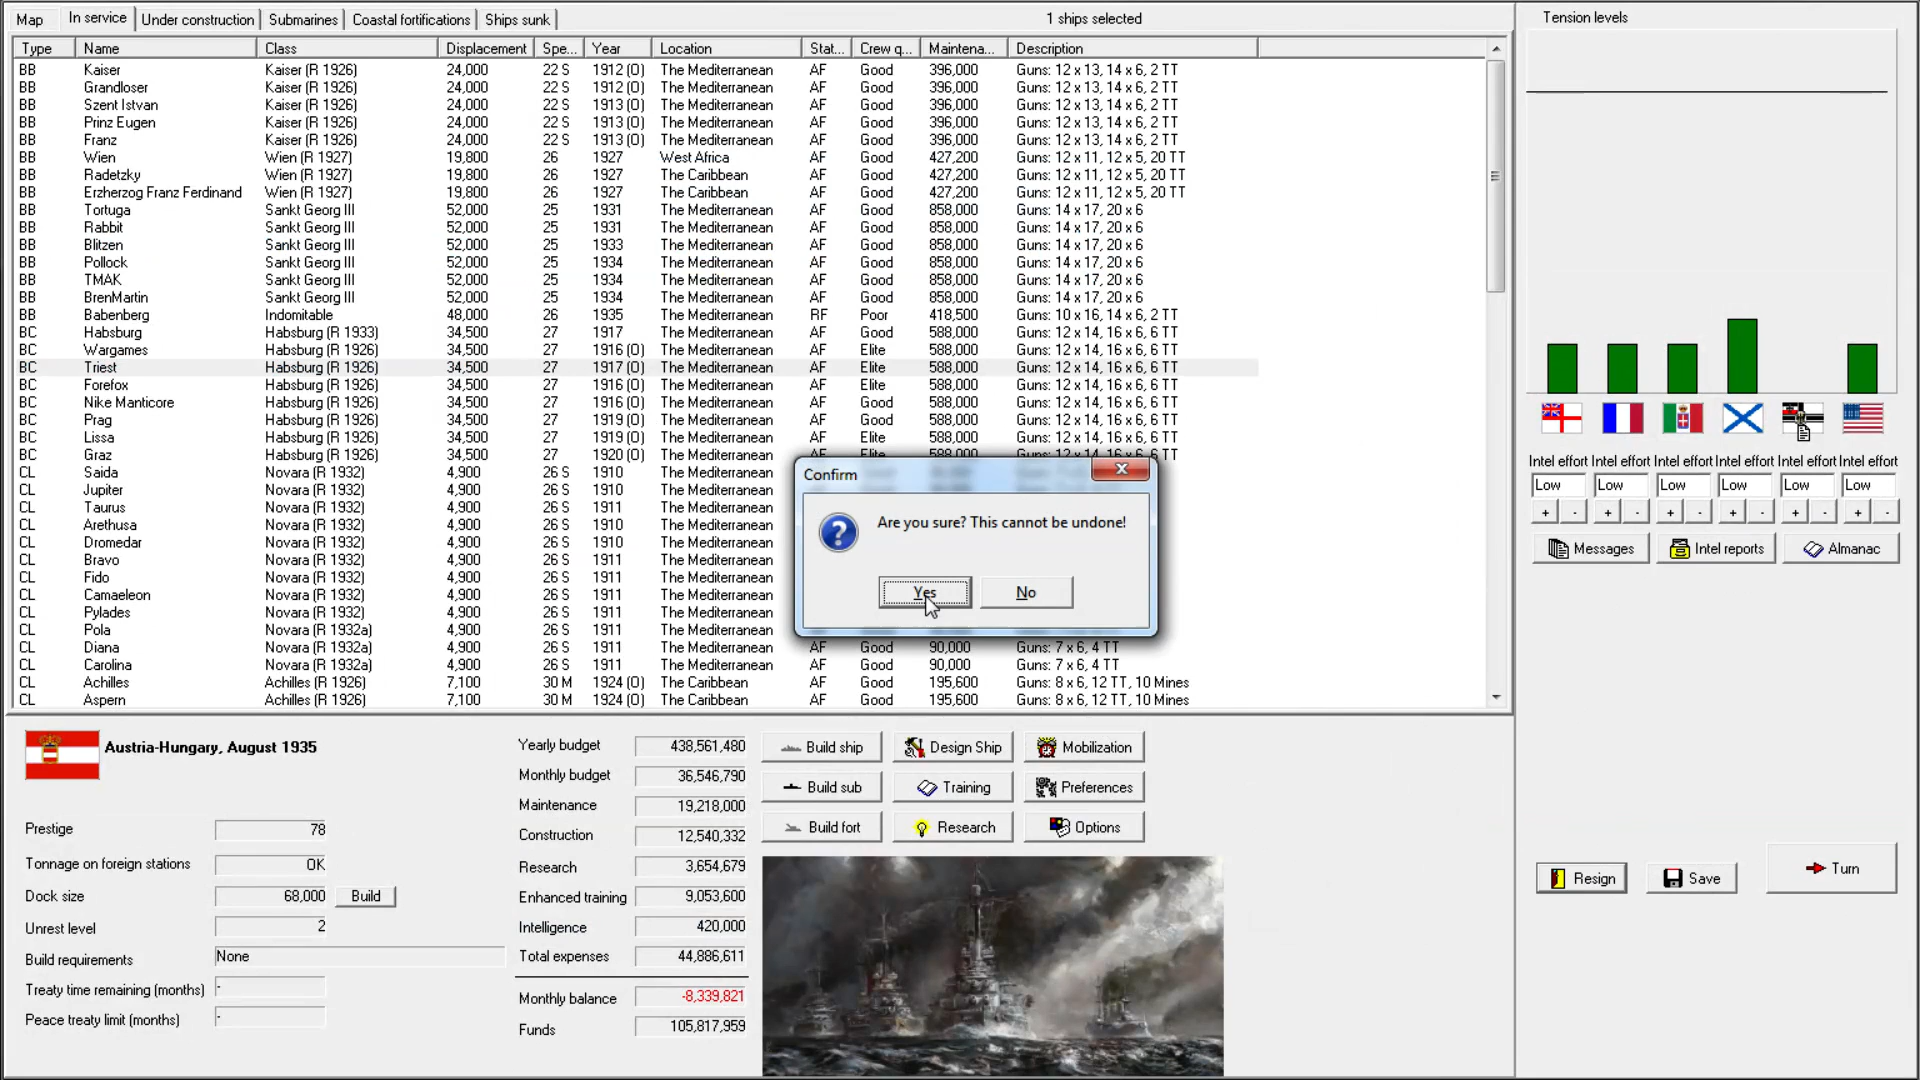 Map In service Under construction Submarines Coastal fortifications Ships sunk 1 ships selected Tension levels
Type Name Class Displacement Spe... Year Location Stat... Crew q... Maintena... Description
BB Kaiser Kaiser (R 1926) 24,000 22 S 1912 (O) The Mediterranean AF Good 396,000 Guns: 12 x 13, 14 x 6, 2 TT
BB Grandloser Kaiser (R 1926) 24,000 22 S 1912 (O) The Mediterranean AF Good 396,000 Guns: 12 x 13, 14 x 6, 2 TT
BB Szent Istvan Kaiser (R 1926) 24,000 22 S 1913 (O) The Mediterranean AF Good 396,000 Guns: 12 x 13, 14 x 6, 2 TT
BB Prinz Eugen Kaiser (R 1926) 24,000 22 S 1913 (O) The Mediterranean AF Good 396,000 Guns: 12 x 13, 14 x 6, 2 TT
BB Franz Kaiser (R 1926) 24,000 22 S 1913 (O) The Mediterranean AF Good 396,000 Guns: 12 x 13, 14 x 6, 2 TT
BB Wien Wien (R 1927) 19,800 26 1927 West Africa AF Good 427,200 Guns: 12 x 11, 12 x 5, 20 TT
BB Radetzky Wien (R 1927) 19,800 26 1927 The Caribbean AF Good 427,200 Guns: 12 x 11, 12 x 5, 20 TT
BB Erzherzog Franz Ferdinand Wien (R 1927) 19,800 26 1927 The Caribbean AF Good 427,200 Guns: 12 x 11, 12 x 5, 20 TT
BB Tortuga Sankt Georg III 52,000 25 1931 The Mediterranean AF Good 858,000 Guns: 14 x 17, 20 x 6
BB Rabbit Sankt Georg III 52,000 25 1931 The Mediterranean AF Good 858,000 Guns: 14 x 17, 20 x 6
BB Blitzen Sankt Georg III 52,000 25 1933 The Mediterranean AF Good 858,000 Guns: 14 x 17, 20 x 6
BB Pollock Sankt Georg III 52,000 25 1934 The Mediterranean AF Good 858,000 Guns: 14 x 17, 20 x 6
BB TMAK Sankt Georg III 52,000 25 1934 The Mediterranean AF Good 858,000 Guns: 14 x 17, 20 x 6
BB BrenMartin Sankt Georg III 52,000 25 1934 The Mediterranean AF Good 858,000 Guns: 14 x 17, 20 x 6
BB Babenberg Indomitable 48,000 26 1935 The Mediterranean RF Poor 418,500 Guns: 10 x 16, 14 x 6, 2 TT
BC Habsburg Habsburg (R 1933) 34,500 27 1917 The Mediterranean AF Good 588,000 Guns: 12 x 14, 16 x 6, 6 TT
BC Wargames Habsburg (R 1926) 34,500 27 1916 (O) The Mediterranean AF Elite 588,000 Guns: 12 x 14, 16 x 6, 6 TT
BC Triest Habsburg (R 1926) 34,500 27 1917 (O) The Mediterranean AF Elite 588,000 Guns: 12 x 14, 16 x 6, 6 TT
BC Forefox Habsburg (R 1926) 34,500 27 1916 (O) The Mediterranean AF Elite 588,000 Guns: 12 x 14, 16 x 6, 6 TT
BC Nike Manticore Habsburg (R 1926) 34,500 27 1916 (O) The Mediterranean AF Good 588,000 Guns: 12 x 14, 16 x 6, 6 TT
BC Prag Habsburg (R 1926) 34,500 27 1919 (O) The Mediterranean AF Good 588,000 Guns: 12 x 14, 16 x 6, 6 TT
BC Lissa Habsburg (R 1926) 34,500 27 1919 (O) The Mediterranean AF Elite 588,000 Guns: 12 x 14, 16 x 6, 6 TT
BC Graz Habsburg (R 1926) 34,500 27 1920 (O) The Mediterranean AF Elite 588,000 Guns: 12 x 14, 16 x 6, 6 TT
CL Saida Novara (R 1932) 4,900 26 S 1910 The Mediterranean
CL Jupiter Novara (R 1932) 4,900 26 S 1910 The Mediterranean
CL Taurus Novara (R 1932) 4,900 26 S 1911 The Mediterranean
CL Arethusa Novara (R 1932) 4,900 26 S 1910 The Mediterranean
CL Dromedar Novara (R 1932) 4,900 26 S 1910 The Mediterranean
CL Bravo Novara (R 1932) 4,900 26 S 1911 The Mediterranean
CL Fido Novara (R 1932) 4,900 26 S 1911 The Mediterranean
CL Camaeleon Novara (R 1932) 4,900 26 S 1911 The Mediterranean
CL Pylades Novara (R 1932) 4,900 26 S 1911 The Mediterranean
CL Pola Novara (R 1932a) 4,900 26 S 1911 The Mediterranean
CL Diana Novara (R 1932a) 4,900 26 S 1911 The Mediterranean AF Good 90,000 Guns: 7 x 6, 4 TT
CL Carolina Novara (R 1932a) 4,900 26 S 1911 The Mediterranean AF Good 90,000 Guns: 7 x 6, 4 TT
CL Achilles Achilles (R 1926) 7,100 30 M 1924 (O) The Caribbean AF Good 195,600 Guns: 8 x 6, 12 TT, 10 Mines
CL Aspern Achilles (R 1926) 7,100 30 M 1924 (O) The Caribbean AF Good 195,600 Guns: 8 x 6, 12 TT, 10 Mines
Confirm
Are you sure? This cannot be undone!
Yes No
Intel effort Intel effort Intel effort Intel effort Intel effort Intel effort
Low Low Low Low Low Low
+ - + - + - + - + - + -
Messages Intel reports Almanac
Austria-Hungary, August 1935
Prestige 78
Tonnage on foreign stations OK
Dock size 68,000 Build
Unrest level 2
Build requirements None
Treaty time remaining (months) -
Peace treaty limit (months) -
Yearly budget 438,561,480
Monthly budget 36,546,790
Maintenance 19,218,000
Construction 12,540,332
Research 3,654,679
Enhanced training 9,053,600
Intelligence 420,000
Total expenses 44,886,611
Monthly balance -8,339,821
Funds 105,817,959
Build ship Design Ship Mobilization
Build sub Training Preferences
Build fort Research Options
Resign Save Turn